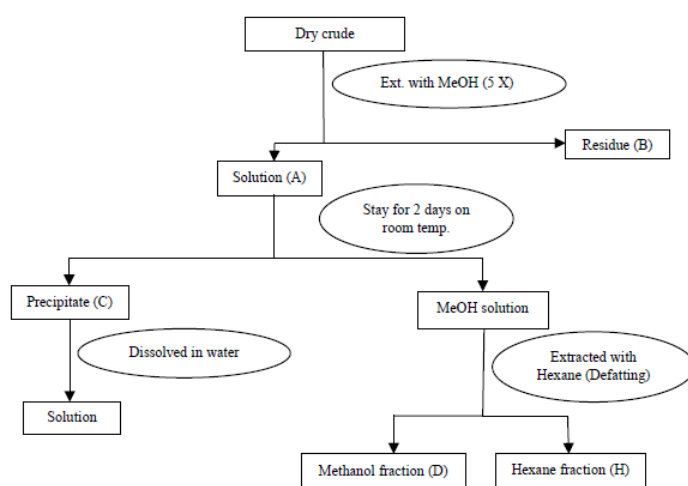 Dry crude
Ext. with MeOH (5 X)
Residue (B)
Solution (A)
Stay for 2 days on
room temp.
Precipitate (C)
MeOH solution
Dissolved in water
Extracted with
Hexane (Defatting)
Solution
Methanol fraction (D)
Hexane fraction (H)